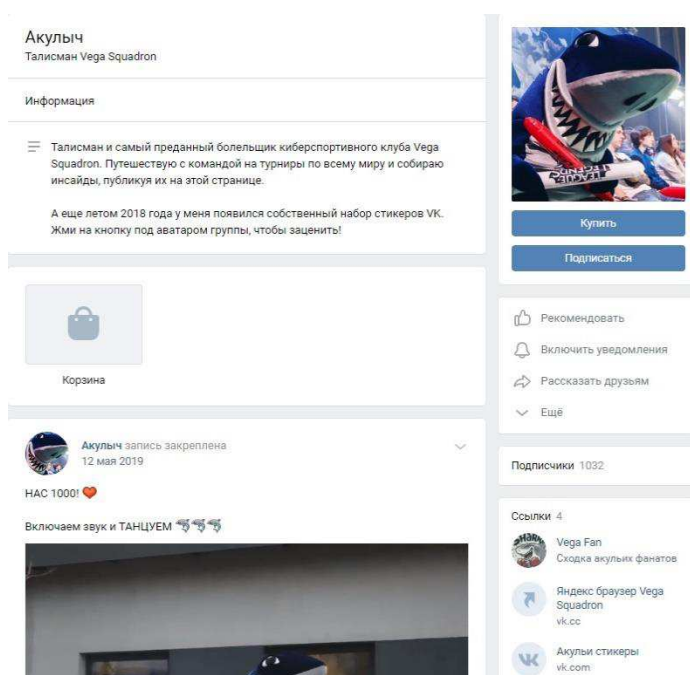 Акулыч
Талисман Vega Squadron
Информация
Талисман и самый преданный болельщик киберспортивного клуба Vega
Squadron. Путешествую с командой на турниры по всему миру и собираю
инсайды, публикуя их на этой странице.
А еще летом 2018 года у меня появился собственный набор стикеров VK.
Жми на кнопку под аватаром группы, чтобы заценить!
Корзина
Акулыч запись закреплена
12 мая 2019
НАС 1000!
Включаем звук и ТАНЦУЕМ
LEAGUE
LEGENDS
Купить
Подписаться
Рекомендовать
Включить уведомления
Рассказать друзьям
Ещё
Подписчики 1032
Ссылки 4
Vega Fan
Сходка акульих фанатов
Яндекс браузер Vega
Squadron
vk.cc
Акульи стикеры
vk.com